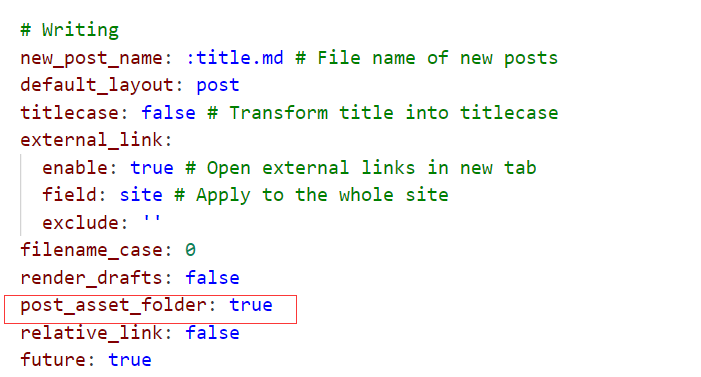 # Writing
new_post_name: :title.md # File name of new posts
default_layout: post
titlecase: false # Transform title into titlecase
external_link:
  enable: true # Open external links in new tab
  field: site # Apply to the whole site
  exclude: ''
filename_case: 0
render_drafts: false
post_asset_folder: true
relative_link: false
future: true